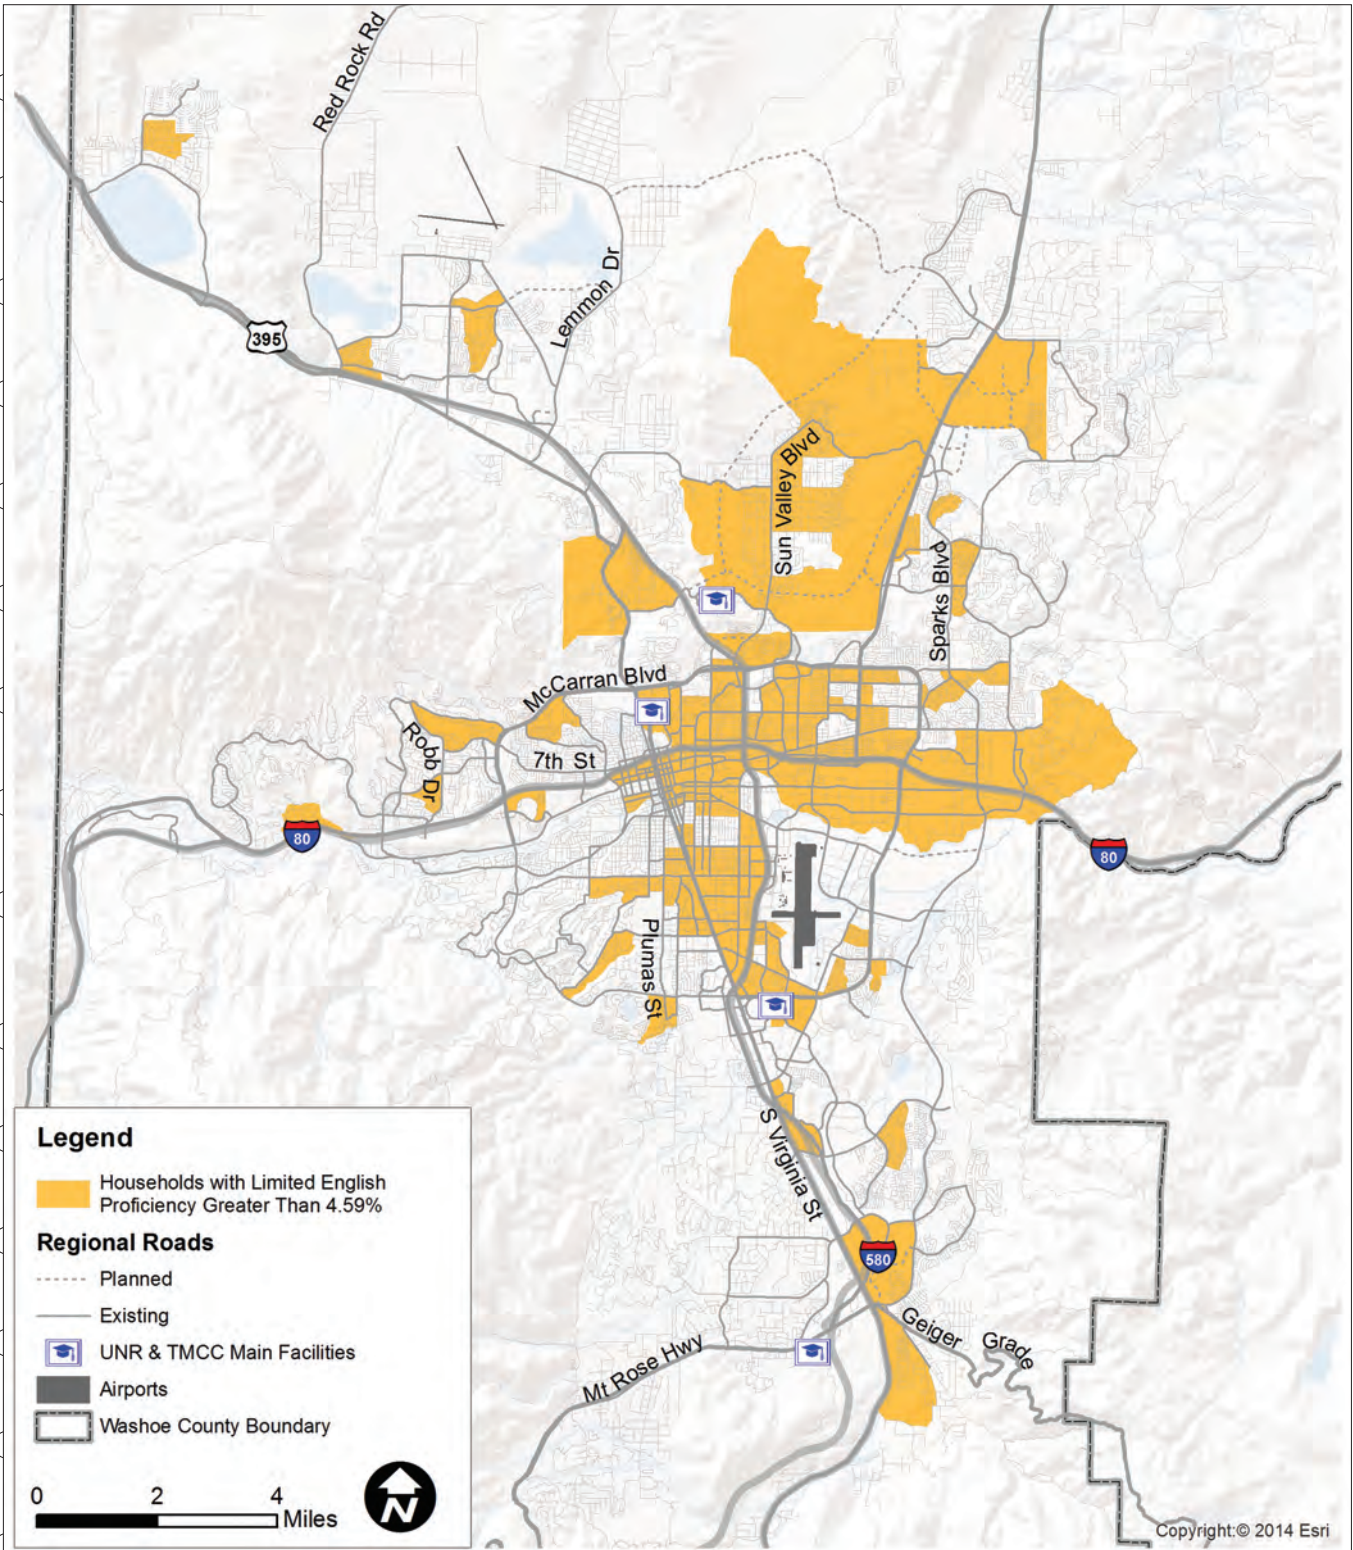 Red Rock Rd
Lemmon Dr
395
Sun Valley Blvd
Sparks Blvd
McCarran Blvd
Robb Dr
7th St
80
80
Plumas St
S Virginia St
580
Geiger Grade
Mt Rose Hwy
Legend
Households with Limited English
Proficiency Greater Than 4.59%
Regional Roads
Planned
Existing
UNR & TMCC Main Facilities
Airports
Washoe County Boundary
0 2 4
Miles
N
Copyright:© 2014 Esri